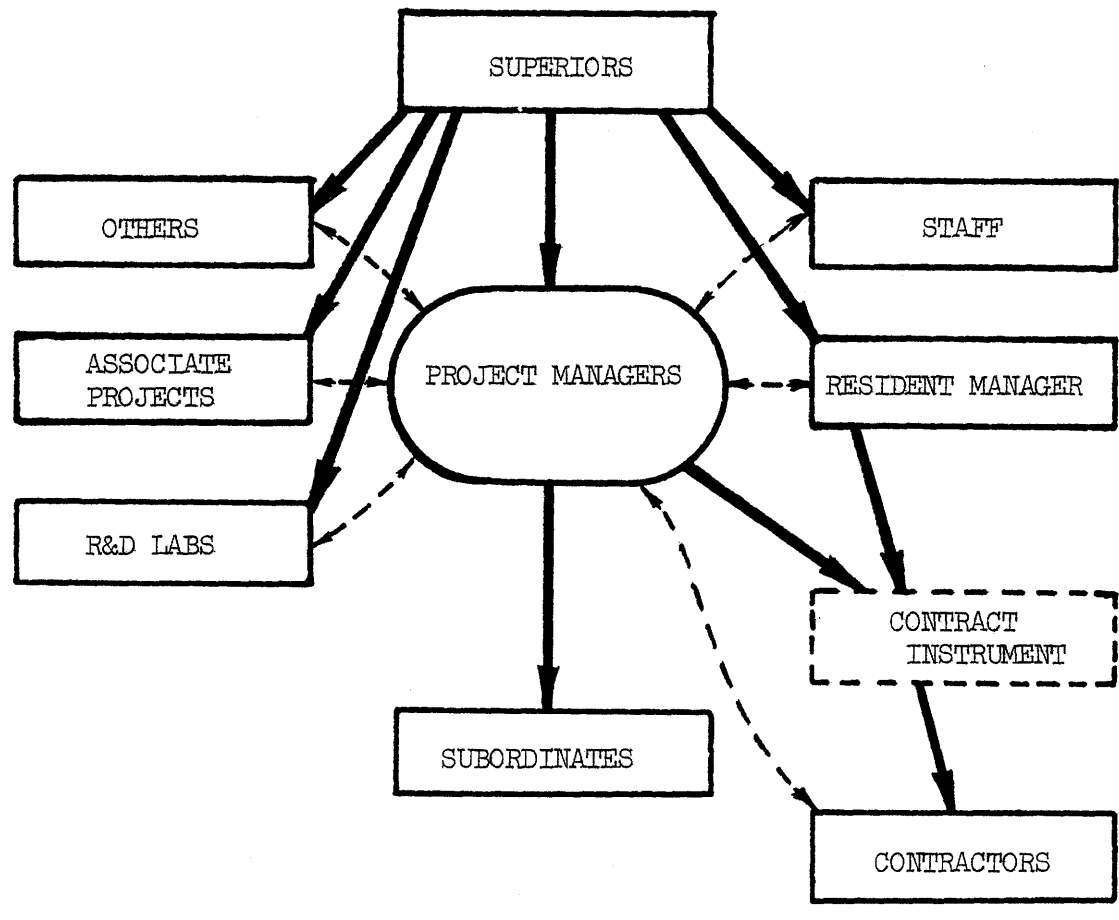 SUPERIORS
OTHERS
STAFF
ASSOCIATE
PROJECTS
PROJECT MANAGERS
RESIDENT MANAGER
R&D LABS
CONTRACT
INSTRUMENT
SUBORDINATES
CONTRACTORS